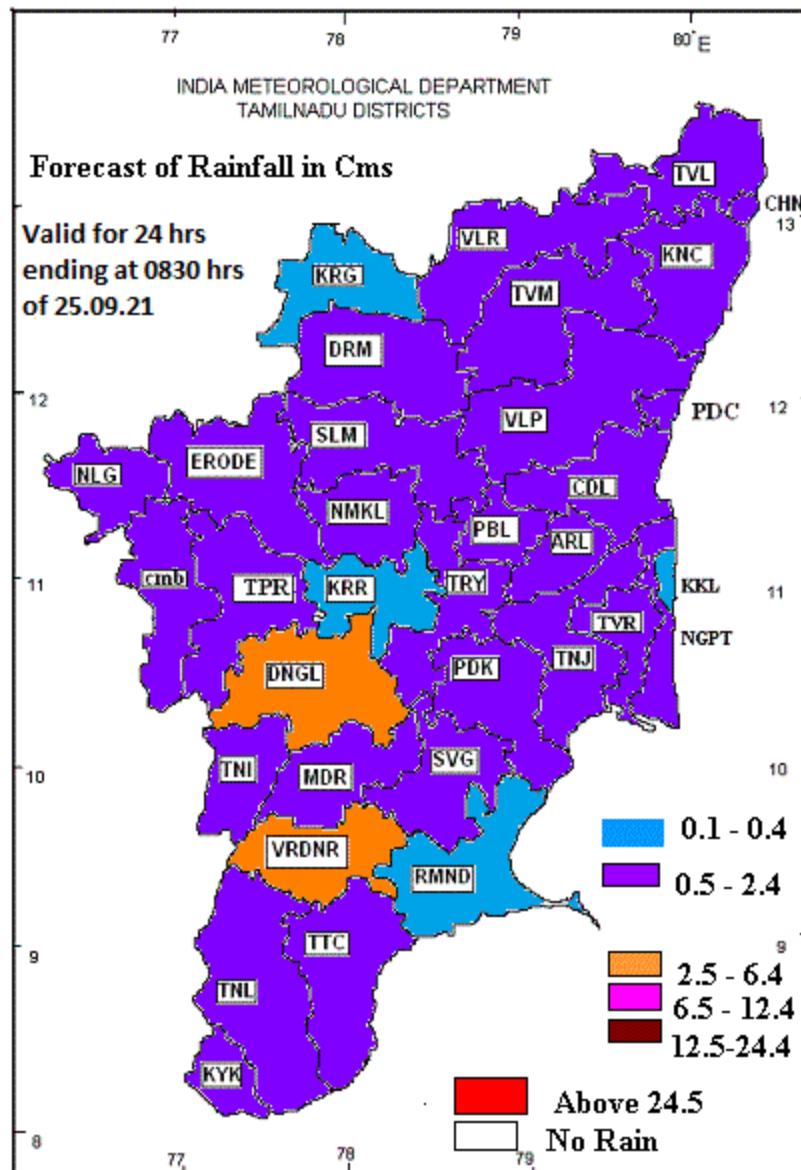 77 78 79 80°E
INDIA METEOROLOGICAL DEPARTMENT
TAMILNADU DISTRICTS
Forecast of Rainfall in Cms
Valid for 24 hrs
ending at 0830 hrs
of 25.09.21
TVL
CHN
13
VLR
KNC
KRG
TVM
DRM
12
12
PDC
VLP
SLM
ERODE
NLG
CDL
NMKL
PBL
ARL
11
cmb
TPR
KRR
TRY
KKL
11
TVR
NGPT
DNGL
PDK
TNJ
10
TNI
MDR
SVG
10
0.1 - 0.4
VRDNR
RMND
0.5 - 2.4
9
TTC
9
2.5 - 6.4
TNL
6.5 - 12.4
12.5-24.4
KYK
Above 24.5
8
No Rain
77 78 79